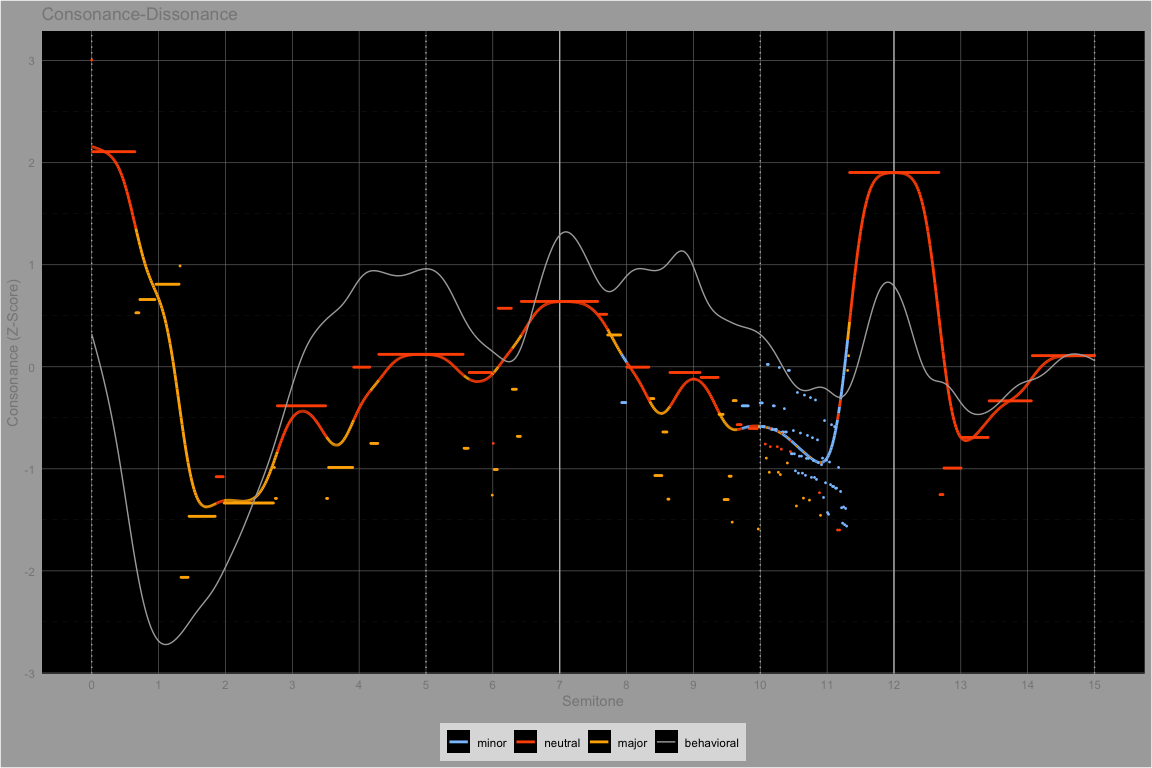 Consonance-Dissonance
Consonance (Z-Score)
3
2
1
0
-1
-2
-3
0 1 2 3 4 5 6 7 8 9 10 11 12 13 14 15
Semitone
minor neutral major behavioral